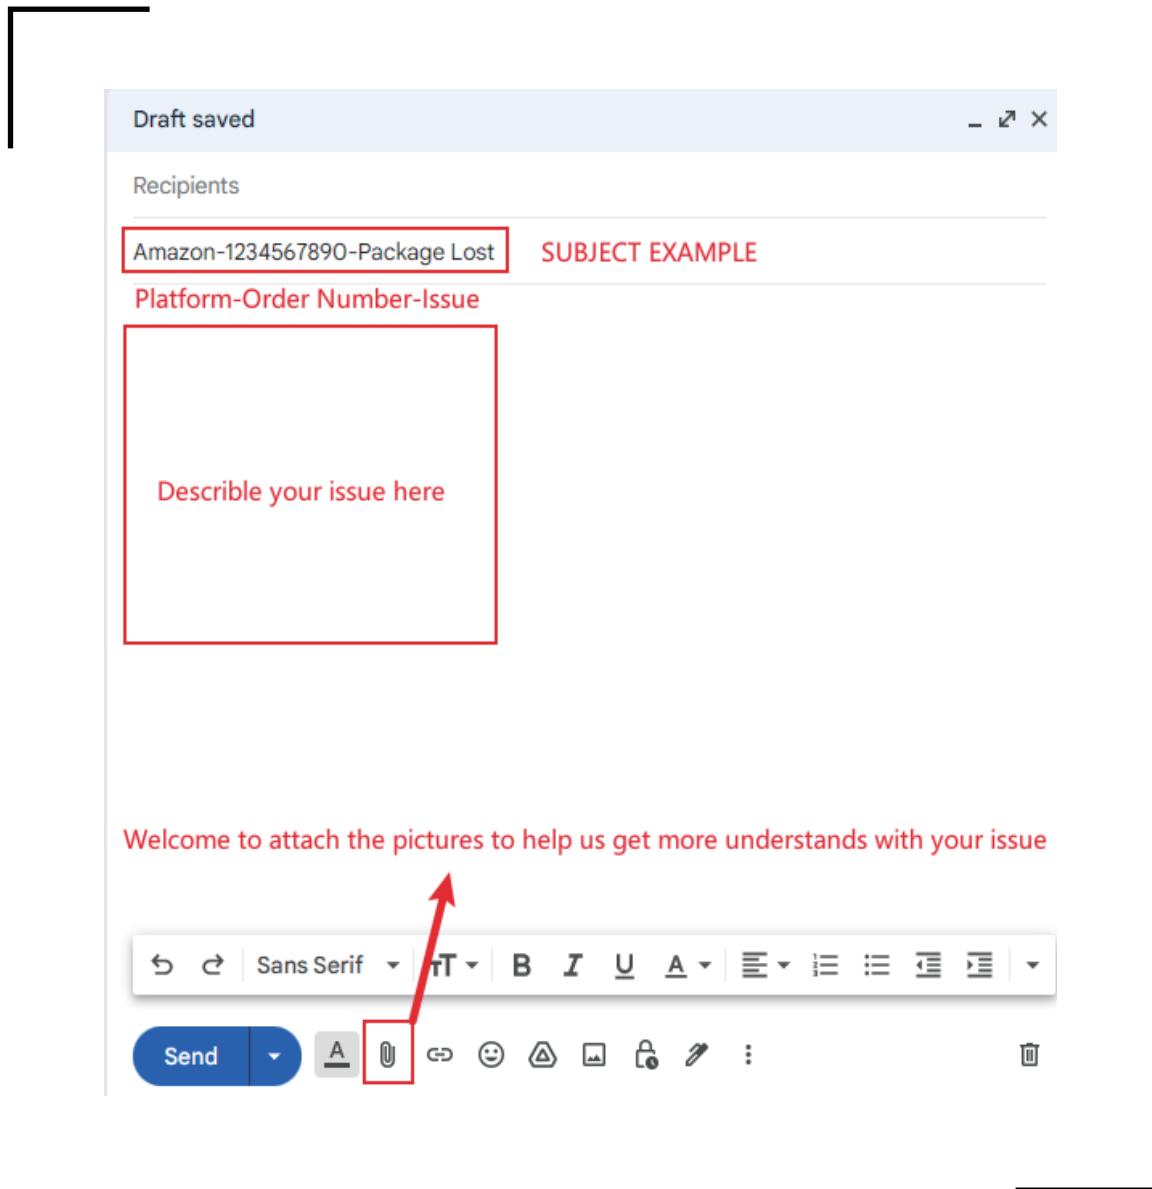 Draft saved
Recipients
Amazon-1234567890-Package Lost SUBJECT EXAMPLE
Platform-Order Number-Issue
Describle your issue here
Welcome to attach the pictures to help us get more understands with your issue
Sans Serif TT B I U A
Send A